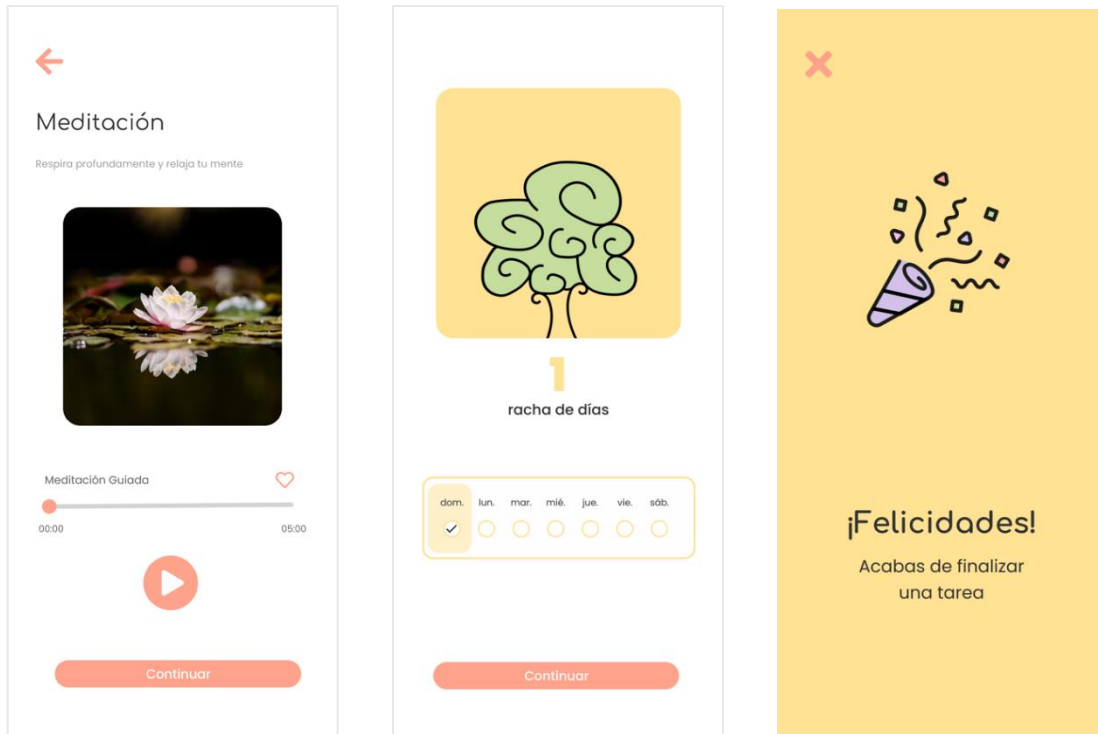 Meditación
Respira profundamente y relaja tu mente
Meditación Guiada
00:00 05:00
Continuar
1
racha de días
dom. lun. mar. mié. jue. vie. sáb.
Continuar
¡Felicidades!
Acabas de finalizar
una tarea